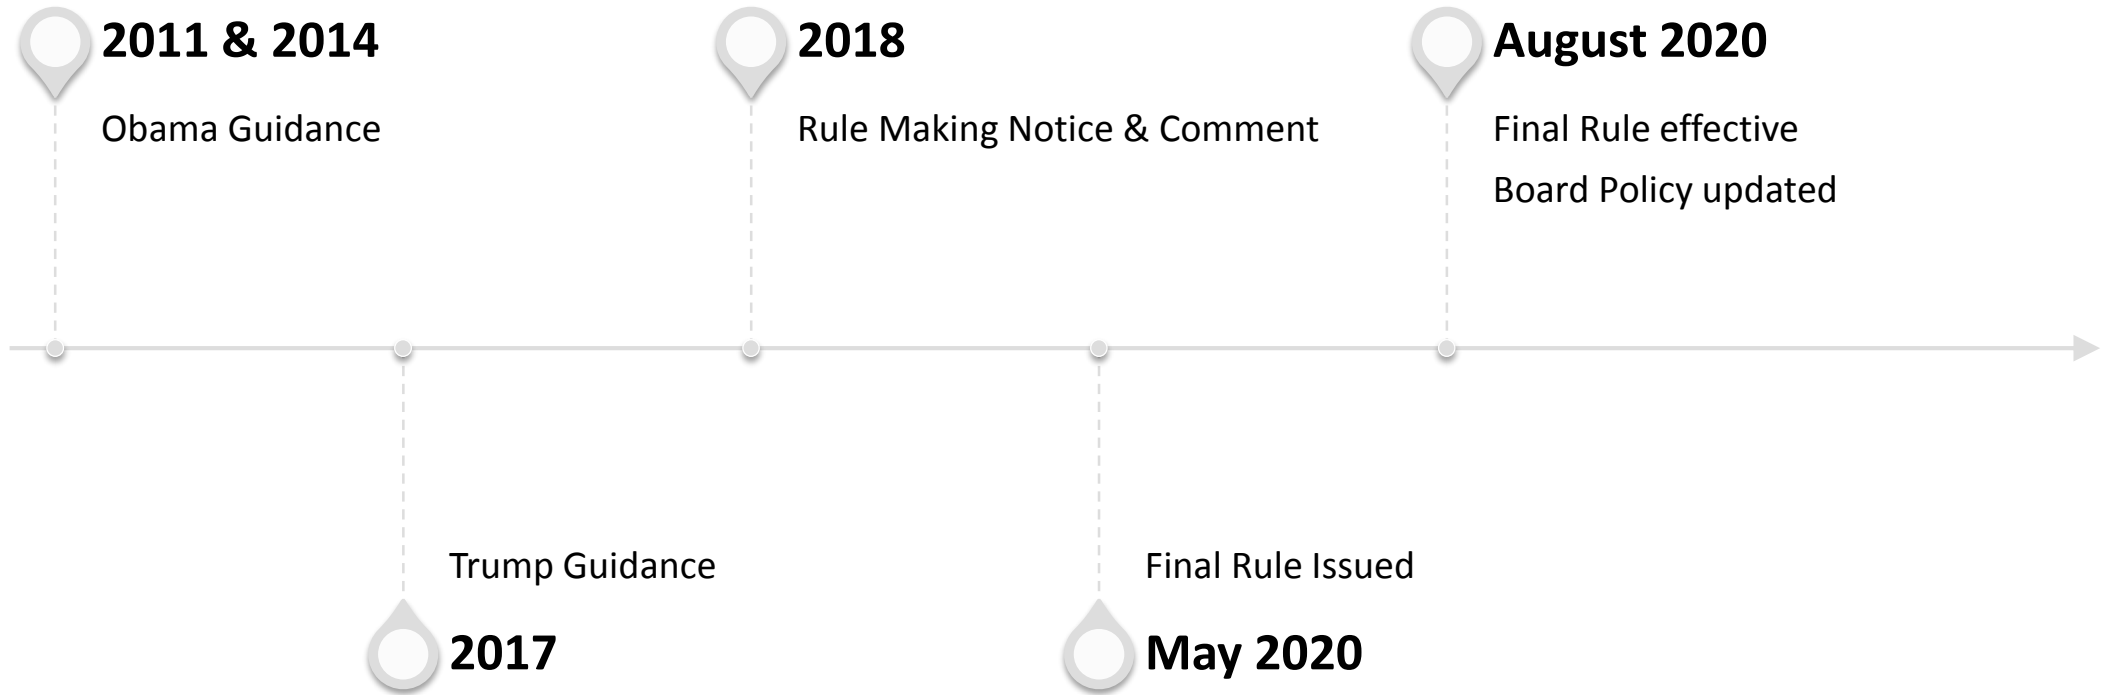 2011 & 2014
Obama Guidance
2018
Rule Making Notice & Comment
August 2020
Final Rule effective
Board Policy updated
Trump Guidance
2017
Final Rule Issued
May 2020